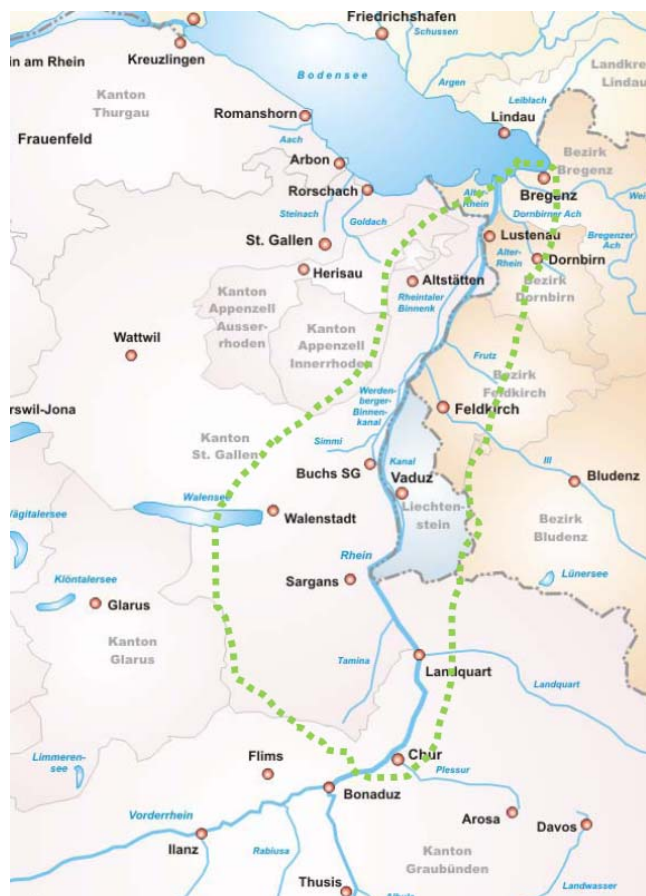 Friedrichshafen
Schussen
Kreuzlingen
in am Rhein
Bodensee
Landkre
Lindau
Argen
Kanton
Thurgau
Leiblach
Romanshorn
Lindau
Frauenfeld
Aach
Arbon
Bezirk
Bregenz
Rorschach
Alter-
Rhein
Bregenz
Steinach
Goldach
Dornbirner Ach
Wei
St. Gallen
Lustenau
Bregenzer
Ach
Alter-
Rhein
Dornbirn
Herisau
Altstätten
Bezirk
Dornbirn
Kanton
Appenzell
Ausser-
rhoden
Rheintaler
Binnenk
Kanton
Appenzell
Innerrhoden
Wattwil
Frutz
Bezirk
Feldkirch
Werden-
berger-
Binnen-
kanal
erswil-Jona
Feldkirch
Kanton
St. Gallen
Simmi
Buchs SG
Kanal
Ill
Vaduz
Bludenz
Walensee
Liechten-
stein
Walenstadt
Wägitalersee
Bezirk
Bludenz
Rhein
Klöntalersee
Sargans
Lünersee
Glarus
Kanton
Glarus
Tamina
Landquart
Landquart
Limmeren-
see
Flims
Chur
Plessur
Bonaduz
Vorderrhein
Arosa
Davos
Ilanz
Rabiusa
Kanton
Graubünden
Thusis
Landwasser